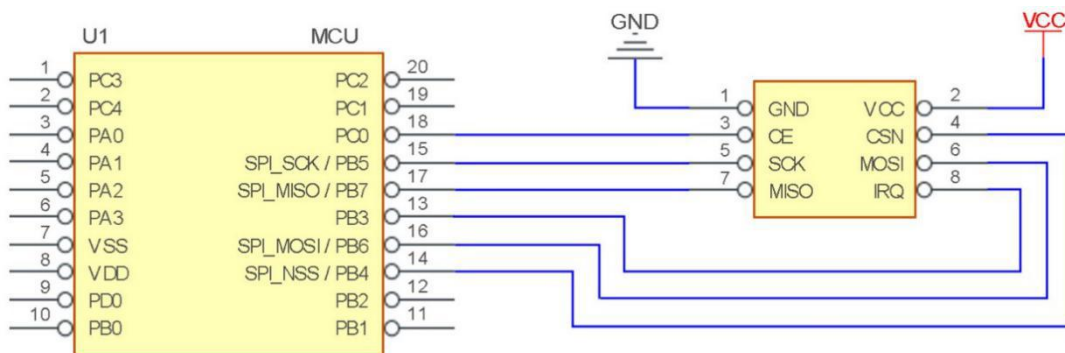 GND VCC
U1 MCU
1 PC3 PC2 20
2 PC4 PC1 19
3 PA0 PC0 18
4 PA1 SPI_SCK / PB5 15
5 PA2 SPI_MISO / PB7 17
6 PA3 PB3 13
7 VSS SPI_MOSI / PB6 16
8 VDD SPI_NSS / PB4 14
9 PD0 PB2 12
10 PB0 PB1 11
1 GND VCC 2
3 CE CSN 4
5 SCK MOSI 6
7 MISO IRQ 8